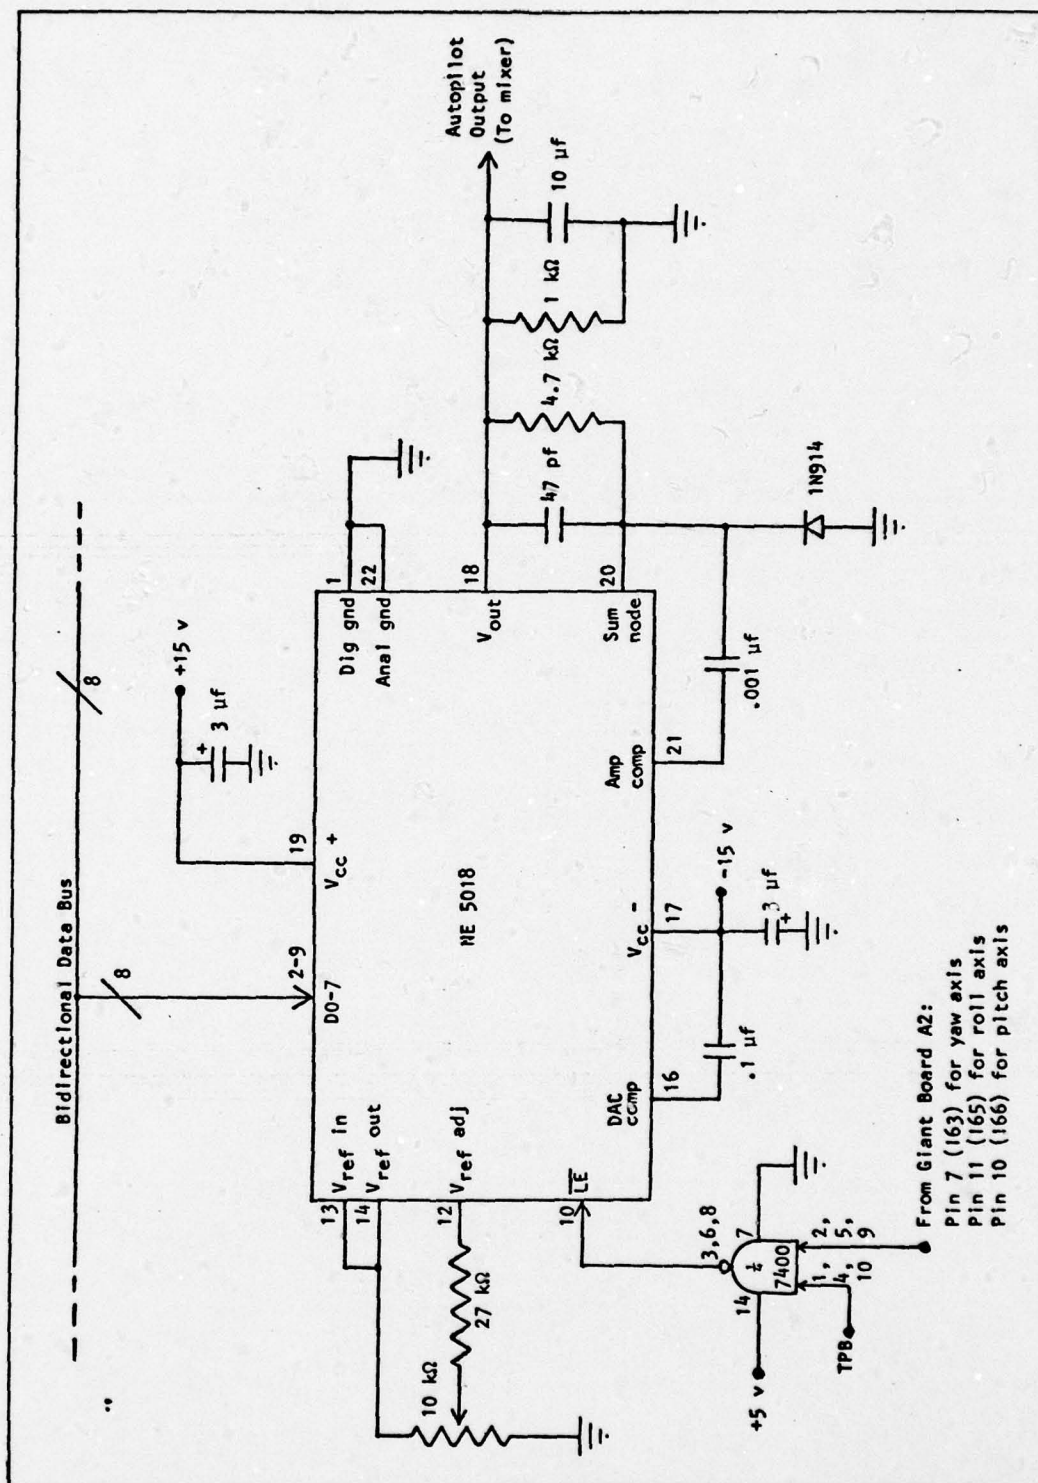 Bidirectional Data Bus
8
8
+15 v
+
3 µf
19
2-9
D0-7
Vcc +
13
Vref in
14
Vref out
12
Vref adj
10
LE
NE 5018
1
Dig gnd
22
Anal gnd
18
Vout
20
Sum
node
Autopilot
Output
(To mixer)
10 µf
1 kΩ
4.7 kΩ
47 pf
1N914
10 kΩ
27 kΩ
DAC
comp
16
.1 µf
Vcc -
17
-15 v
3 µf
+
Amp
comp
21
.001 µf
3,6,8
14
7
¼
7400
+5 v
1,
4,
10
2,
5,
9
TPB
From Giant Board A2:
Pin 7 (163) for yaw axis
Pin 11 (165) for roll axis
Pin 10 (166) for pitch axis